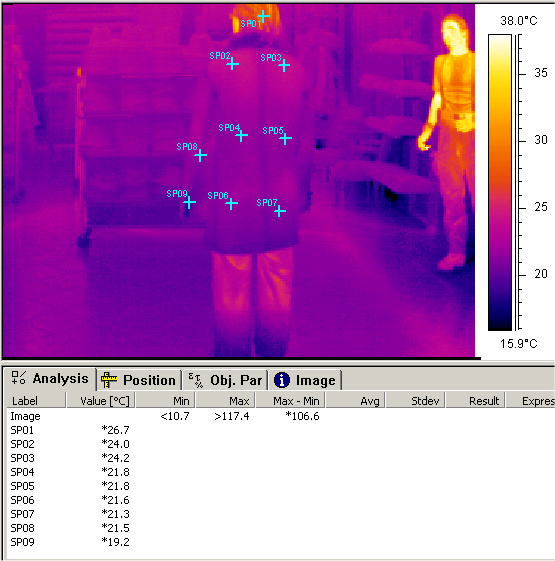 38.0°C
SP01
SP02
SP03
35
30
SP04
SP05
SP08
25
SP09
SP06
SP07
20
15.9°C
Analysis Position Obj. Par Image
Label Value [°C] Min Max Max - Min Avg Stdev Result Expres
Image <10.7 >117.4 *106.6
SP01 *26.7
SP02 *24.0
SP03 *24.2
SP04 *21.8
SP05 *21.8
SP06 *21.6
SP07 *21.3
SP08 *21.5
SP09 *19.2